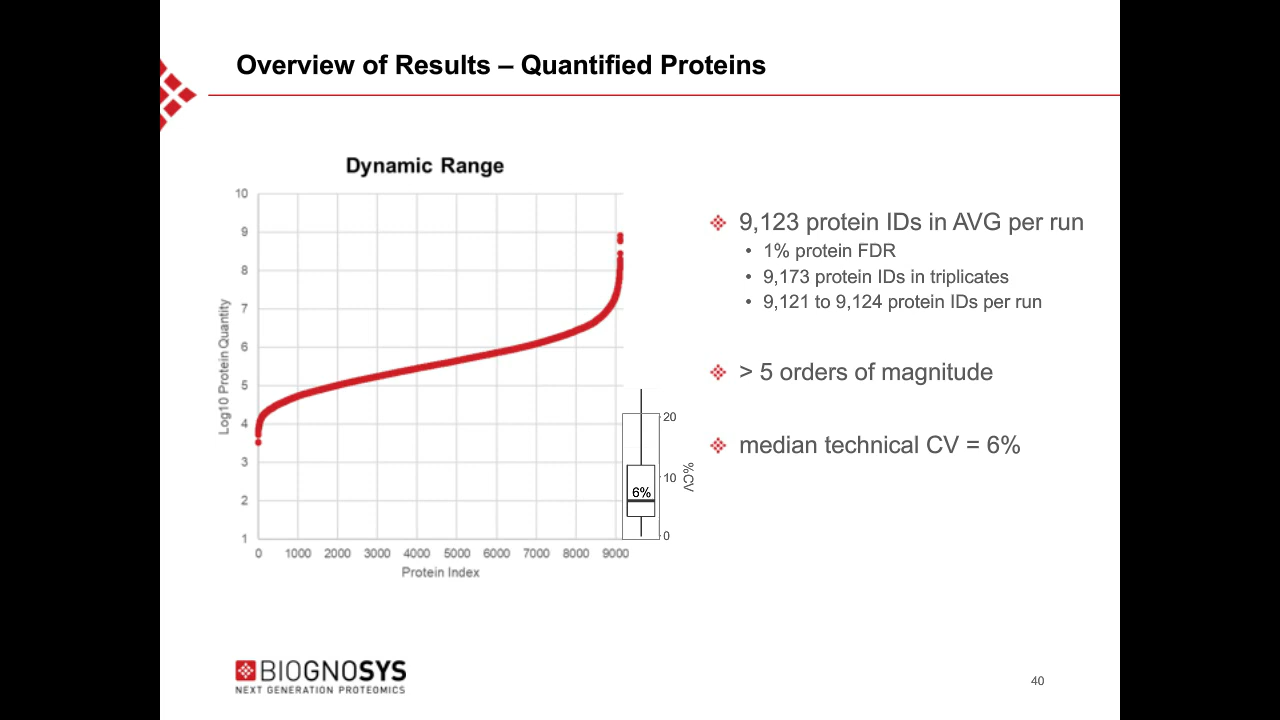 Overview of Results – Quantified Proteins
Dynamic Range
10
9
8
7
6
5
4
3
2
1
Log10 Protein Quantity
0 1000 2000 3000 4000 5000 6000 7000 8000 9000
Protein Index
20
10
0
%CV
6%
9,123 protein IDs in AVG per run
• 1% protein FDR
• 9,173 protein IDs in triplicates
• 9,121 to 9,124 protein IDs per run
> 5 orders of magnitude
median technical CV = 6%
BIOGNOSYS
NEXT GENERATION PROTEOMICS
40